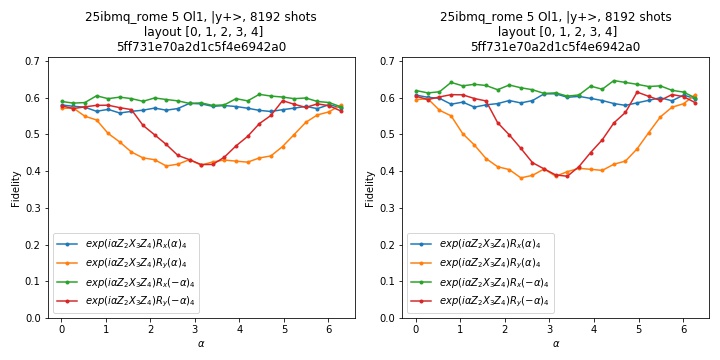 25ibmq_rome 5 Ol1, |y+>, 8192 shots
layout [0, 1, 2, 3, 4]
5ff731e70a2d1c5f4e6942a0
0.7
0.6
0.5
0.4
0.3
0.2
0.1
0.0
Fidelity
exp(iαZ₂X₃Z₄)Rₓ(α)₄
exp(iαZ₂X₃Z₄)Rᵧ(α)₄
exp(iαZ₂X₃Z₄)Rₓ(−α)₄
exp(iαZ₂X₃Z₄)Rᵧ(−α)₄
0 1 2 3 4 5 6
α
25ibmq_rome 5 Ol1, |y+>, 8192 shots
layout [0, 1, 2, 3, 4]
5ff731e70a2d1c5f4e6942a0
0.7
0.6
0.5
0.4
0.3
0.2
0.1
0.0
Fidelity
exp(iαZ₂X₃Z₄)Rₓ(α)₄
exp(iαZ₂X₃Z₄)Rᵧ(α)₄
exp(iαZ₂X₃Z₄)Rₓ(−α)₄
exp(iαZ₂X₃Z₄)Rᵧ(−α)₄
0 1 2 3 4 5 6
α